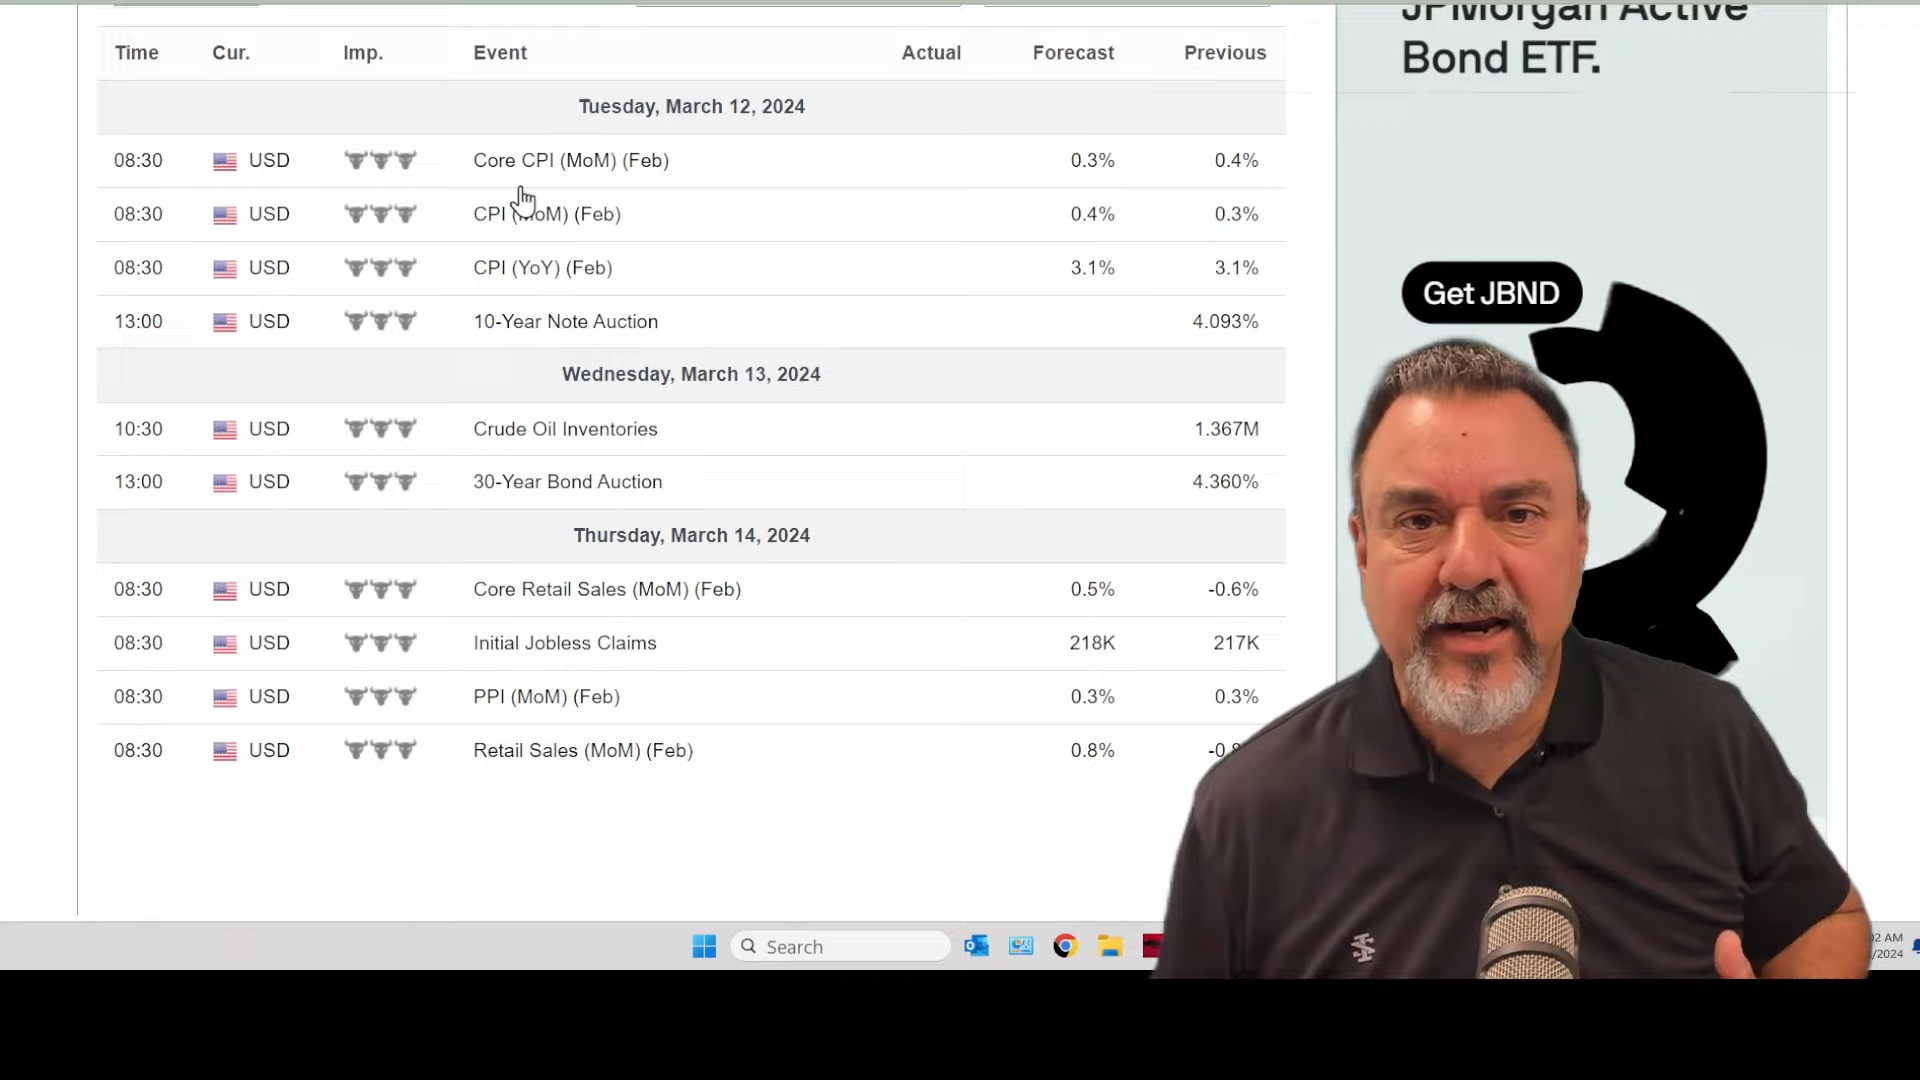 JPMorgan Active
Bond ETF.
Time Cur. Imp. Event Actual Forecast Previous
Tuesday, March 12, 2024
08:30 USD Core CPI (MoM) (Feb) 0.3% 0.4%
08:30 USD CPI (MoM) (Feb) 0.4% 0.3%
08:30 USD CPI (YoY) (Feb) 3.1% 3.1%
13:00 USD 10-Year Note Auction 4.093%
Wednesday, March 13, 2024
10:30 USD Crude Oil Inventories 1.367M
13:00 USD 30-Year Bond Auction 4.360%
Thursday, March 14, 2024
08:30 USD Core Retail Sales (MoM) (Feb) 0.5% -0.6%
08:30 USD Initial Jobless Claims 218K 217K
08:30 USD PPI (MoM) (Feb) 0.3% 0.3%
08:30 USD Retail Sales (MoM) (Feb) 0.8%
Get JBND
Search
AM
/2024